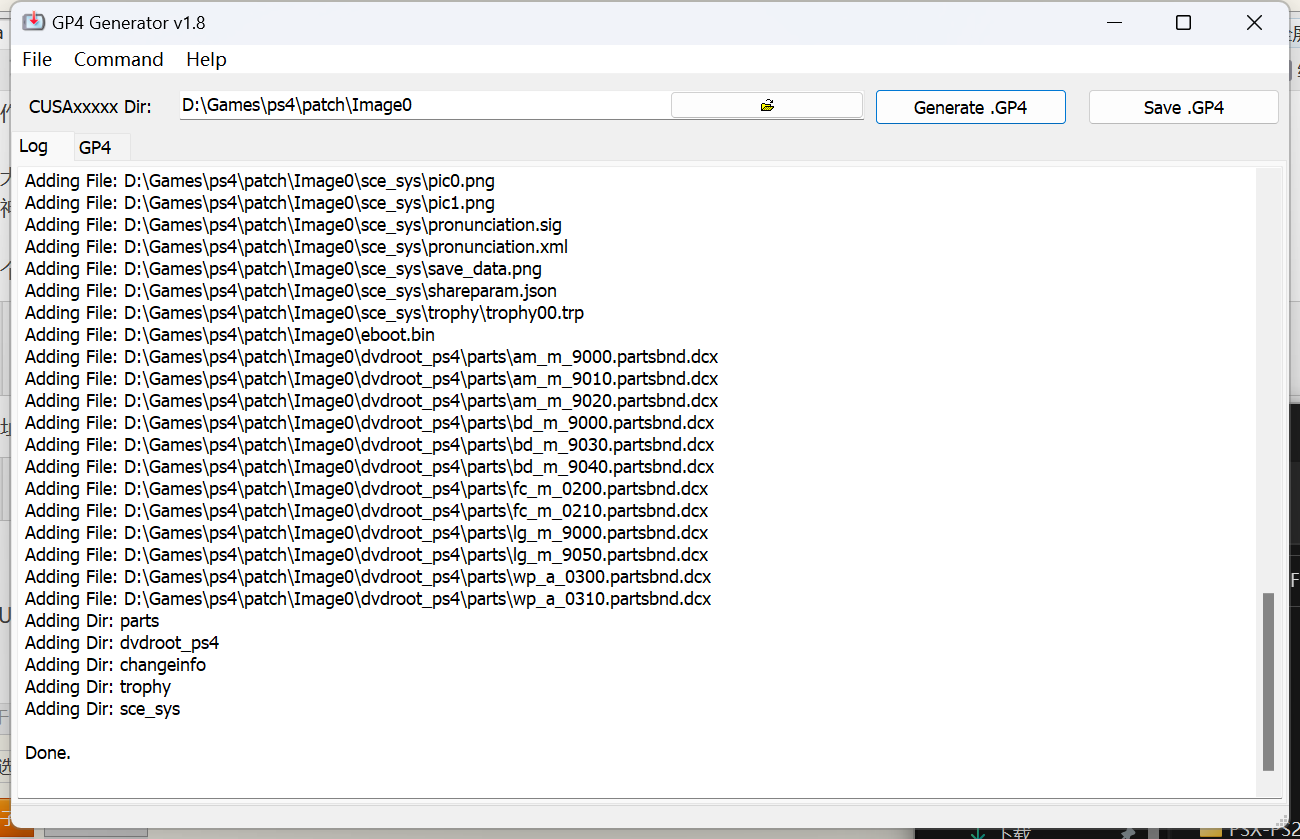 GP4 Generator v1.8
File Command Help
CUSAxxxxx Dir: D:\Games\ps4\patch\Image0 Generate .GP4 Save .GP4
Log GP4
Adding File: D:\Games\ps4\patch\Image0\sce_sys\pic0.png
Adding File: D:\Games\ps4\patch\Image0\sce_sys\pic1.png
Adding File: D:\Games\ps4\patch\Image0\sce_sys\pronunciation.sig
Adding File: D:\Games\ps4\patch\Image0\sce_sys\pronunciation.xml
Adding File: D:\Games\ps4\patch\Image0\sce_sys\save_data.png
Adding File: D:\Games\ps4\patch\Image0\sce_sys\shareparam.json
Adding File: D:\Games\ps4\patch\Image0\sce_sys\trophy\trophy00.trp
Adding File: D:\Games\ps4\patch\Image0\eboot.bin
Adding File: D:\Games\ps4\patch\Image0\dvdroot_ps4\parts\am_m_9000.partsbnd.dcx
Adding File: D:\Games\ps4\patch\Image0\dvdroot_ps4\parts\am_m_9010.partsbnd.dcx
Adding File: D:\Games\ps4\patch\Image0\dvdroot_ps4\parts\am_m_9020.partsbnd.dcx
Adding File: D:\Games\ps4\patch\Image0\dvdroot_ps4\parts\bd_m_9000.partsbnd.dcx
Adding File: D:\Games\ps4\patch\Image0\dvdroot_ps4\parts\bd_m_9030.partsbnd.dcx
Adding File: D:\Games\ps4\patch\Image0\dvdroot_ps4\parts\bd_m_9040.partsbnd.dcx
Adding File: D:\Games\ps4\patch\Image0\dvdroot_ps4\parts\fc_m_0200.partsbnd.dcx
Adding File: D:\Games\ps4\patch\Image0\dvdroot_ps4\parts\fc_m_0210.partsbnd.dcx
Adding File: D:\Games\ps4\patch\Image0\dvdroot_ps4\parts\lg_m_9000.partsbnd.dcx
Adding File: D:\Games\ps4\patch\Image0\dvdroot_ps4\parts\lg_m_9050.partsbnd.dcx
Adding File: D:\Games\ps4\patch\Image0\dvdroot_ps4\parts\wp_a_0300.partsbnd.dcx
Adding File: D:\Games\ps4\patch\Image0\dvdroot_ps4\parts\wp_a_0310.partsbnd.dcx
Adding Dir: parts
Adding Dir: dvdroot_ps4
Adding Dir: changeinfo
Adding Dir: trophy
Adding Dir: sce_sys
Done.
下载 PSX-PS2